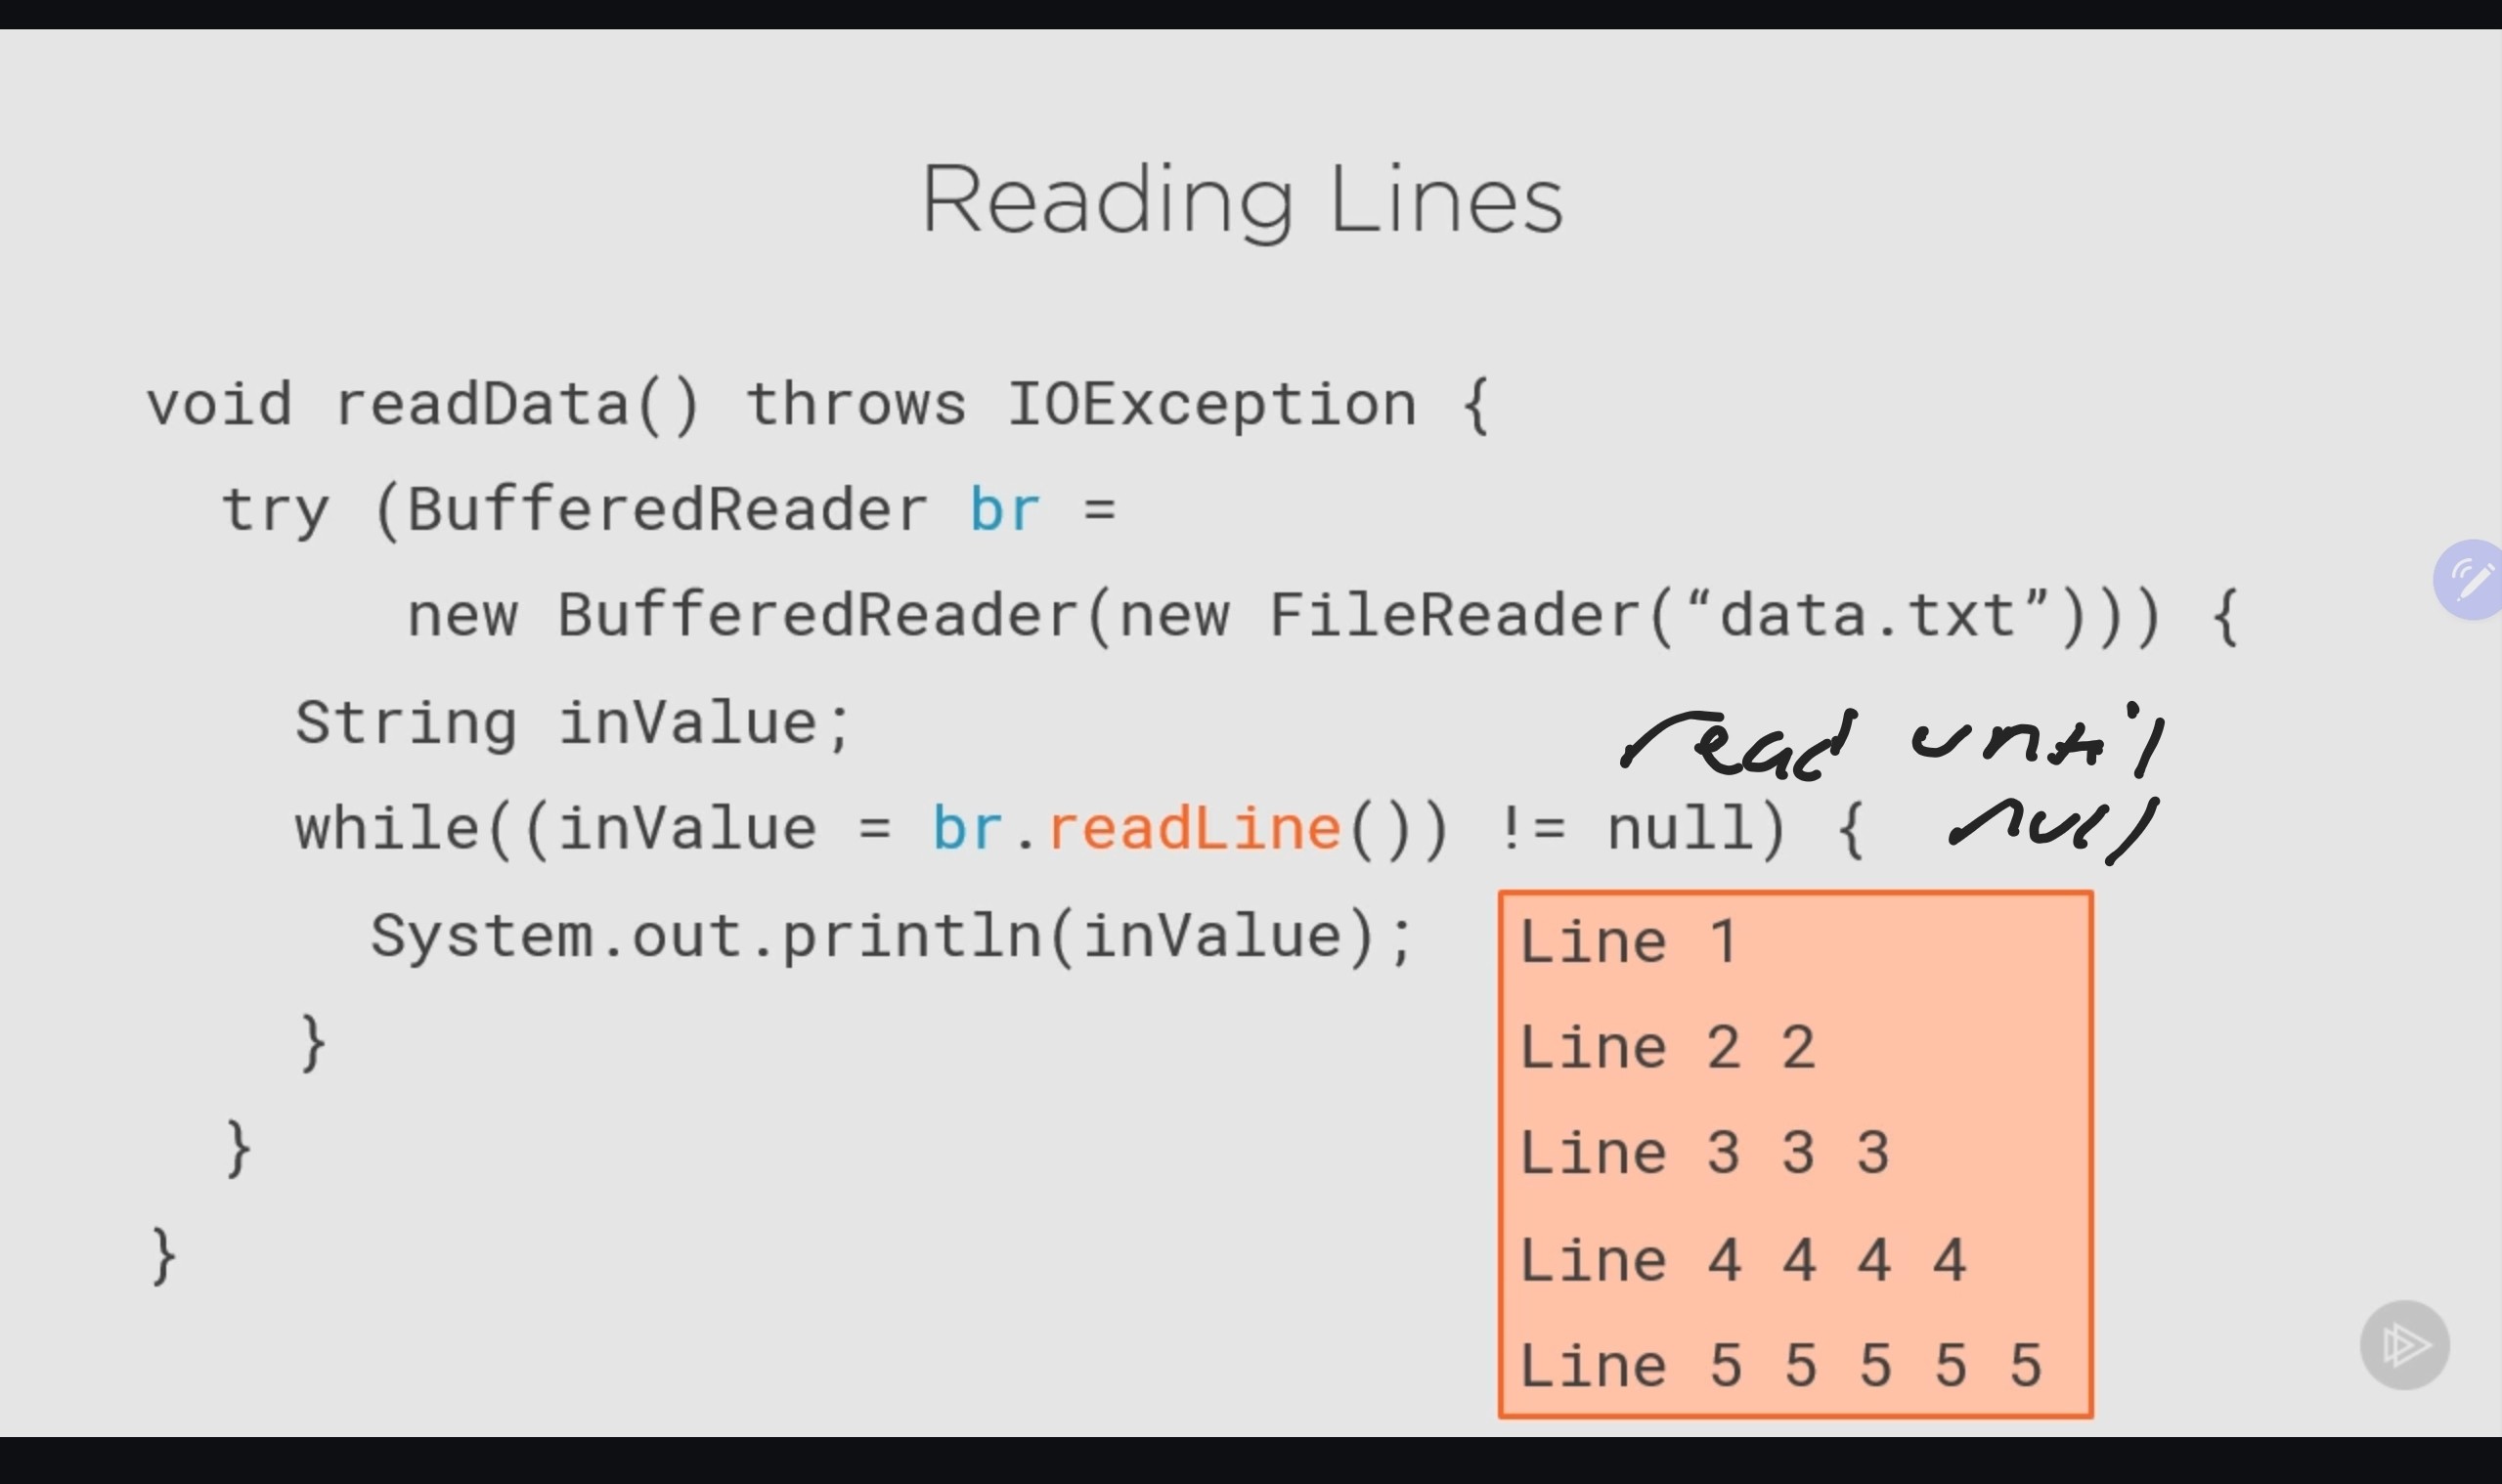 Reading Lines
void readData() throws IOException {
try (BufferedReader br =
new BufferedReader(new FileReader(“data.txt”))) {
String inValue;
read until
while((inValue = br.readLine()) != null) {
null
System.out.println(inValue);
Line 1
Line 2 2
}
Line 3 3 3
}
Line 4 4 4 4
}
Line 5 5 5 5 5